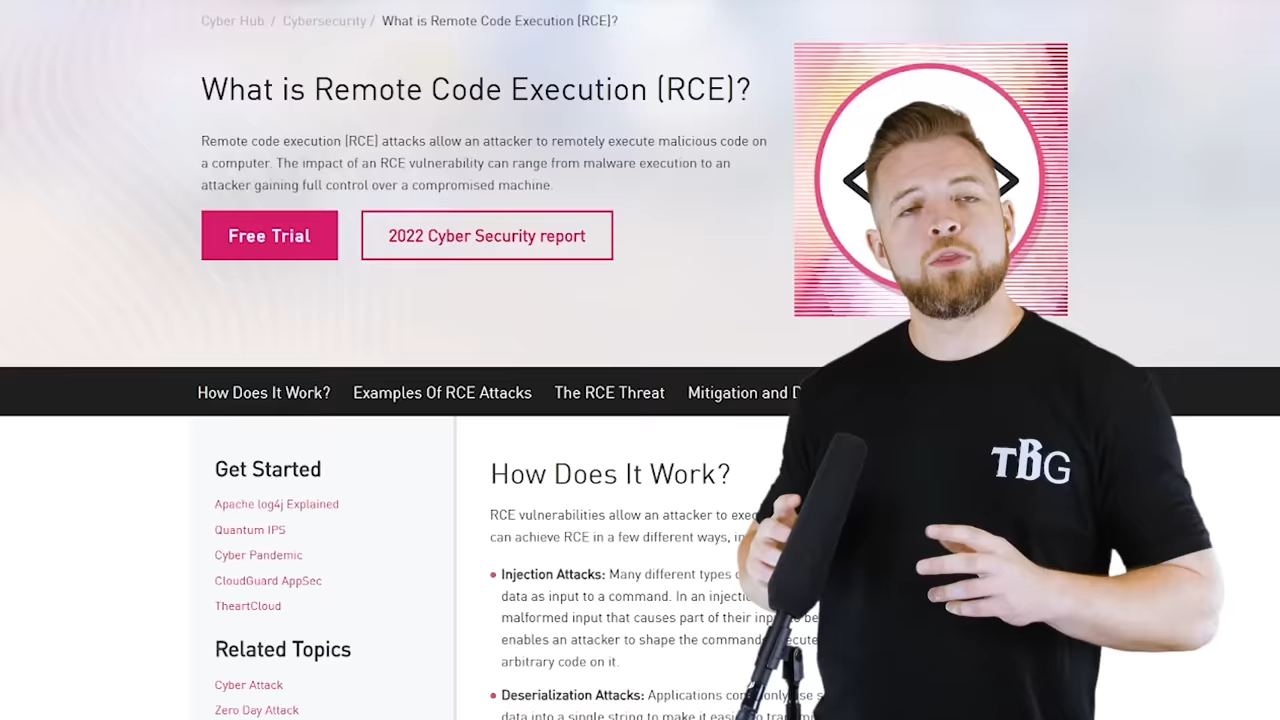 Cyber Hub / Cybersecurity / What is Remote Code Execution (RCE)?
What is Remote Code Execution (RCE)?
Remote code execution (RCE) attacks allow an attacker to remotely execute malicious code on
a computer. The impact of an RCE vulnerability can range from malware execution to an
attacker gaining full control over a compromised machine.
Free Trial
2022 Cyber Security report
How Does It Work?
Examples Of RCE Attacks
The RCE Threat
Mitigation and
Get Started
Apache log4j Explained
Quantum IPS
Cyber Pandemic
CloudGuard AppSec
TheartCloud
Related Topics
Cyber Attack
Zero Day Attack
How Does It Work?
RCE vulnerabilities allow an attacker to
can achieve RCE in a few different ways,
Injection Attacks: Many different types
data as input to a command. In an
malformed input that causes part of their
enables an attacker to shape the
arbitrary code on it.
Deserialization Attacks: Applications
data into a single string to make it
TBG